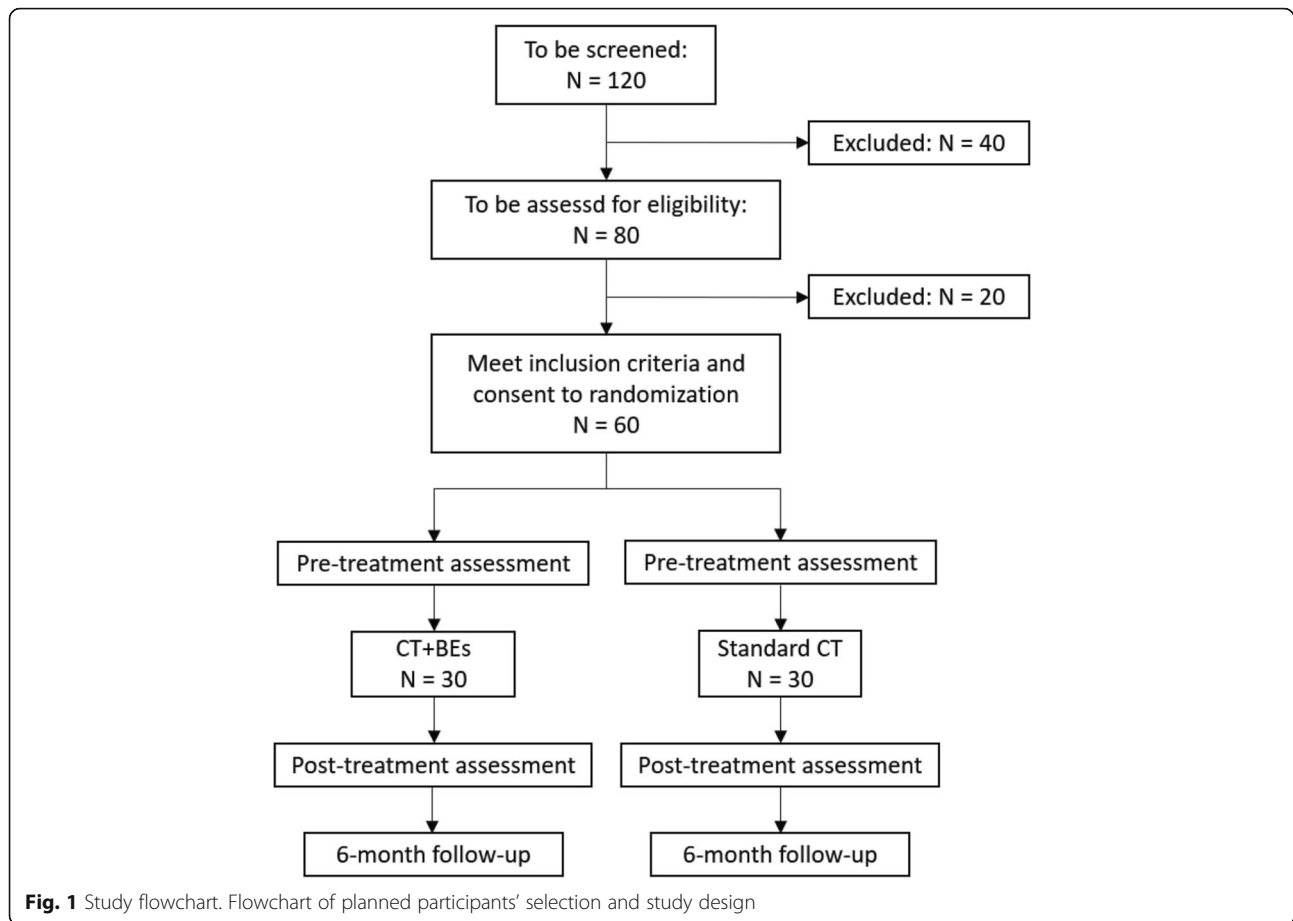 To be screened:
N = 120
Excluded: N = 40
To be assessd for eligibility:
N = 80
Excluded: N = 20
Meet inclusion criteria and
consent to randomization
N = 60
Pre-treatment assessment
Pre-treatment assessment
CT+BEs
N = 30
Standard CT
N = 30
Post-treatment assessment
Post-treatment assessment
6-month follow-up
6-month follow-up
Fig. 1 Study flowchart. Flowchart of planned participants’ selection and study design